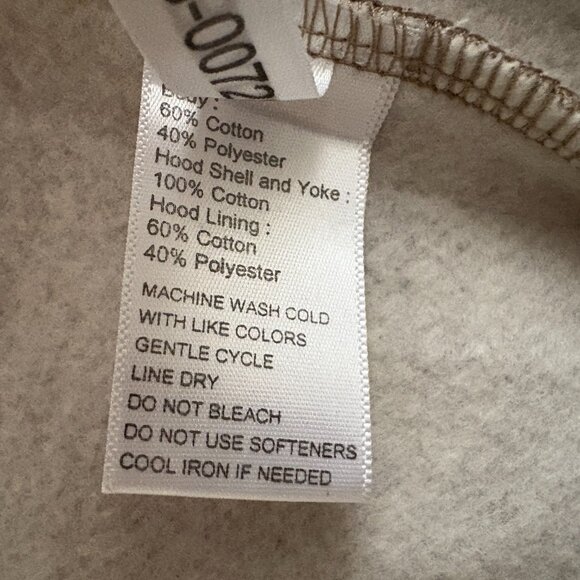 -0072
Body :
60% Cotton
40% Polyester
Hood Shell and Yoke :
100% Cotton
Hood Lining :
60% Cotton
40% Polyester
MACHINE WASH COLD
WITH LIKE COLORS
GENTLE CYCLE
LINE DRY
DO NOT BLEACH
DO NOT USE SOFTENERS
COOL IRON IF NEEDED